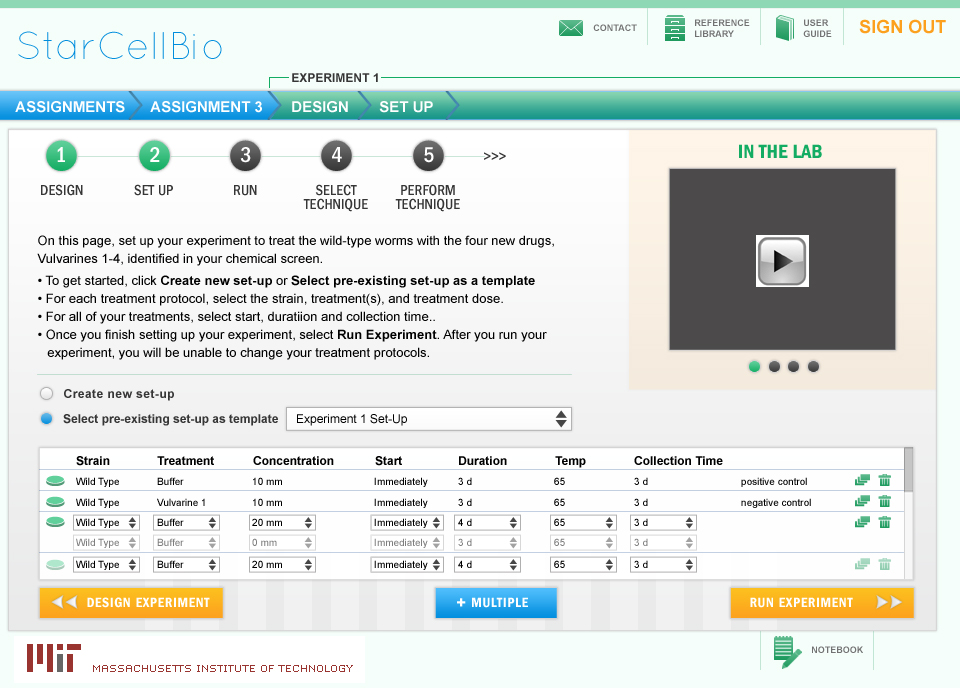 StarCellBio
CONTACT
REFERENCE
LIBRARY
USER
GUIDE
SIGN OUT
EXPERIMENT 1
ASSIGNMENTS ASSIGNMENT 3 DESIGN SET UP
1 2 3 4 5 >>>
DESIGN SET UP RUN SELECT TECHNIQUE PERFORM TECHNIQUE
IN THE LAB
On this page, set up your experiment to treat the wild-type worms with the four new drugs,
Vulvarines 1-4, identified in your chemical screen.
• To get started, click Create new set-up or Select pre-existing set-up as a template
• For each treatment protocol, select the strain, treatment(s), and treatment dose.
• For all of your treatments, select start, duratiion and collection time..
• Once you finish setting up your experiment, select Run Experiment. After you run your
experiment, you will be unable to change your treatment protocols.
Create new set-up
Select pre-existing set-up as template Experiment 1 Set-Up
Strain Treatment Concentration Start Duration Temp Collection Time
Wild Type Buffer 10 mm Immediately 3 d 65 3 d positive control
Wild Type Vulvarine 1 10 mm Immediately 3 d 65 3 d negative control
Wild Type Buffer 20 mm Immediately 4 d 65 3 d
Wild Type Buffer 0 mm Immediately 3 d 65 3 d
Wild Type Buffer 20 mm Immediately 4 d 65 3 d
DESIGN EXPERIMENT + MULTIPLE RUN EXPERIMENT
MIT MASSACHUSETTS INSTITUTE OF TECHNOLOGY
NOTEBOOK